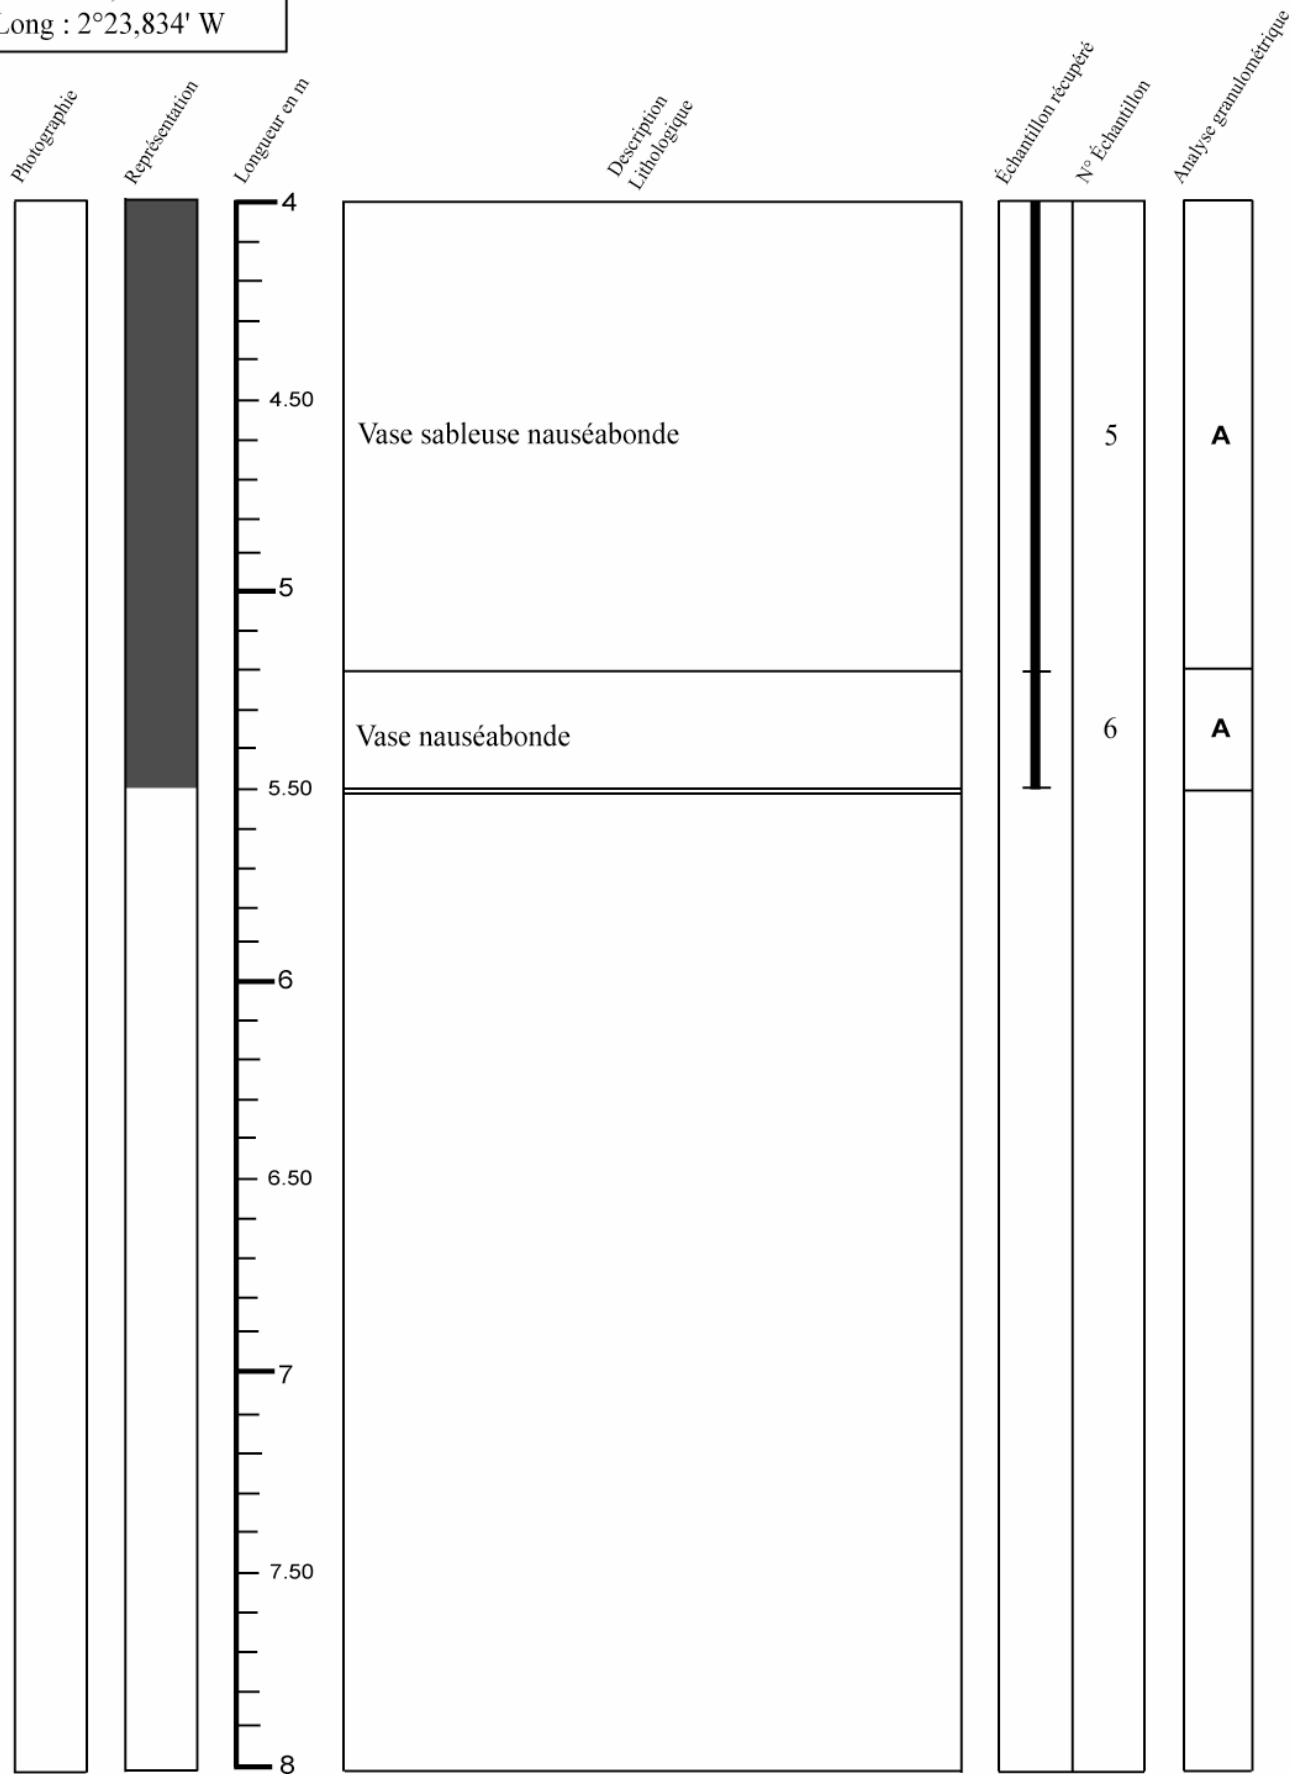 Long : 2°23,834' W
Photographie
Représentation
Longueur en m
Description
Lithologique
Échantillon récupéré
N° Échantillon
Analyse granulométrique
4
4.50
Vase sableuse nauséabonde
5
A
5
Vase nauséabonde
6
A
5.50
6
6.50
7
7.50
8